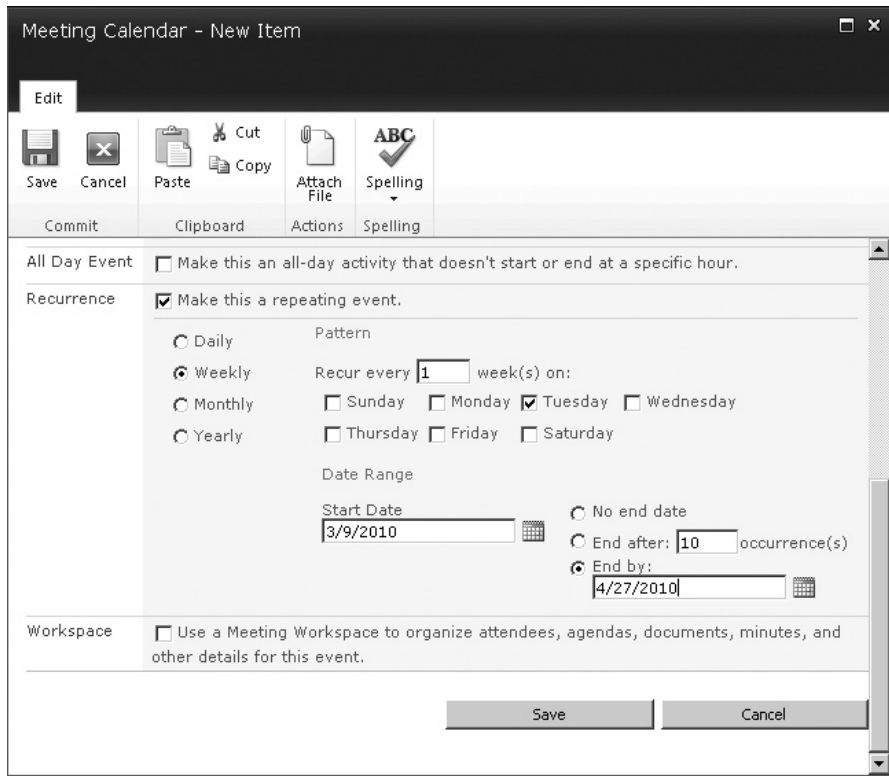 Meeting Calendar - New Item
Edit
Save
Cancel
Paste
Cut
Copy
Attach File
ABC
Spelling
Commit
Clipboard
Actions
Spelling
All Day Event
Make this an all-day activity that doesn't start or end at a specific hour.
Recurrence
Make this a repeating event.
Daily
Weekly
Monthly
Yearly
Pattern
Recur every 1 week(s) on:
Sunday Monday Tuesday Wednesday
Thursday Friday Saturday
Date Range
Start Date
3/9/2010
No end date
End after: 10 occurrence(s)
End by:
4/27/2010
Workspace
Use a Meeting Workspace to organize attendees, agendas, documents, minutes, and
other details for this event.
Save
Cancel